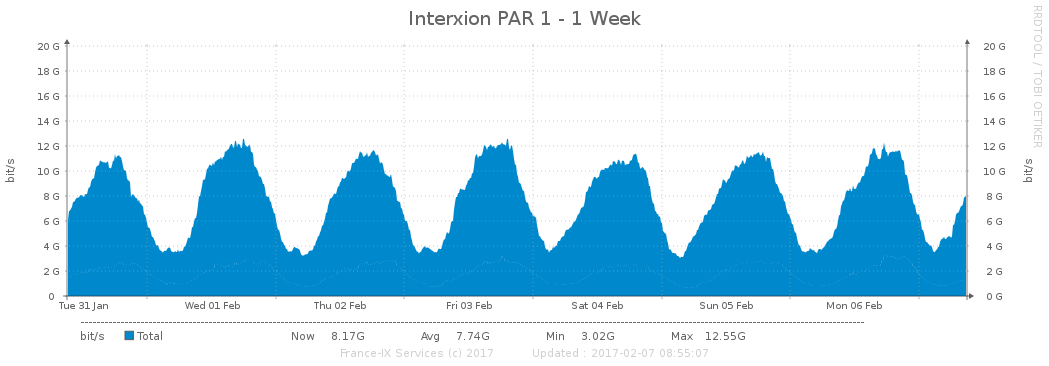 Interxion PAR 1 - 1 Week
RRDTOOL / TOBI OETIKER
bit/s
20 G
18 G
16 G
14 G
12 G
10 G
8 G
6 G
4 G
2 G
0
20 G
18 G
16 G
14 G
12 G
10 G
8 G
6 G
4 G
2 G
0 G
bit/s
Tue 31 Jan Wed 01 Feb Thu 02 Feb Fri 03 Feb Sat 04 Feb Sun 05 Feb Mon 06 Feb
bit/s Total Now 8.17G Avg 7.74G Min 3.02G Max 12.55G
France-IX Services (c) 2017 Updated : 2017-02-07 08:55:07